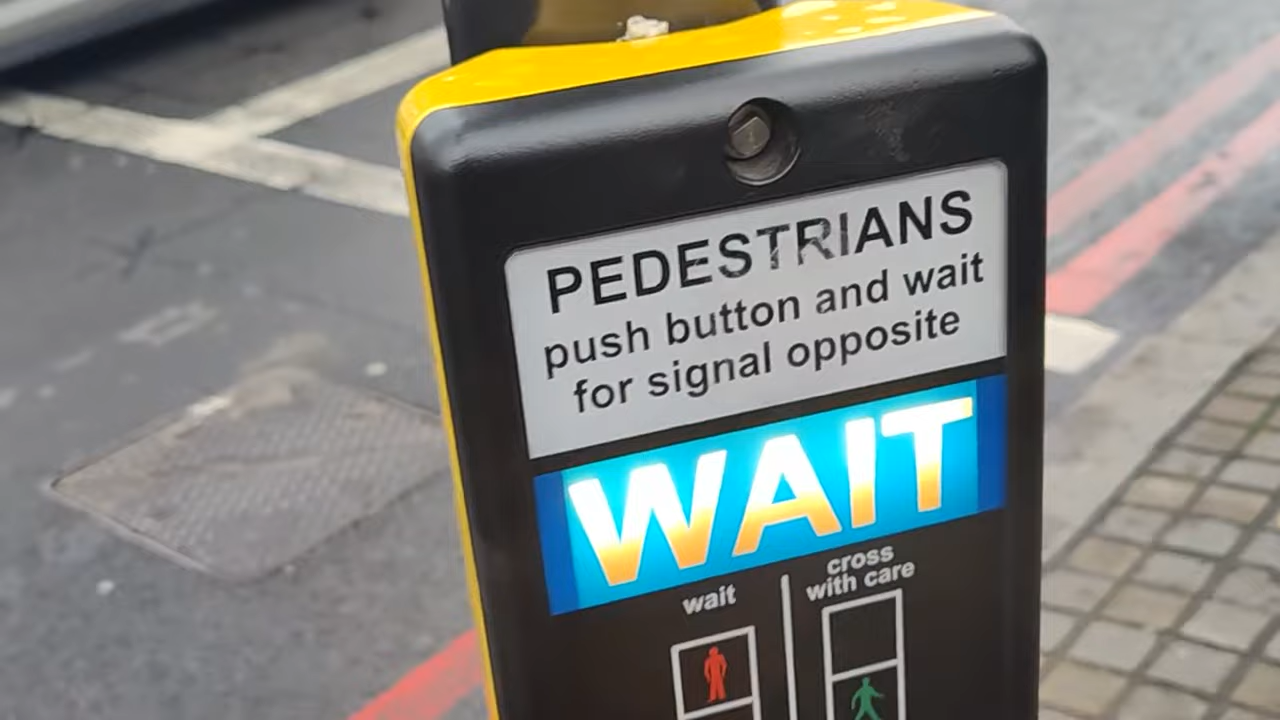 PEDESTRIANS
push button and wait
for signal opposite
WAIT
wait
cross
with care